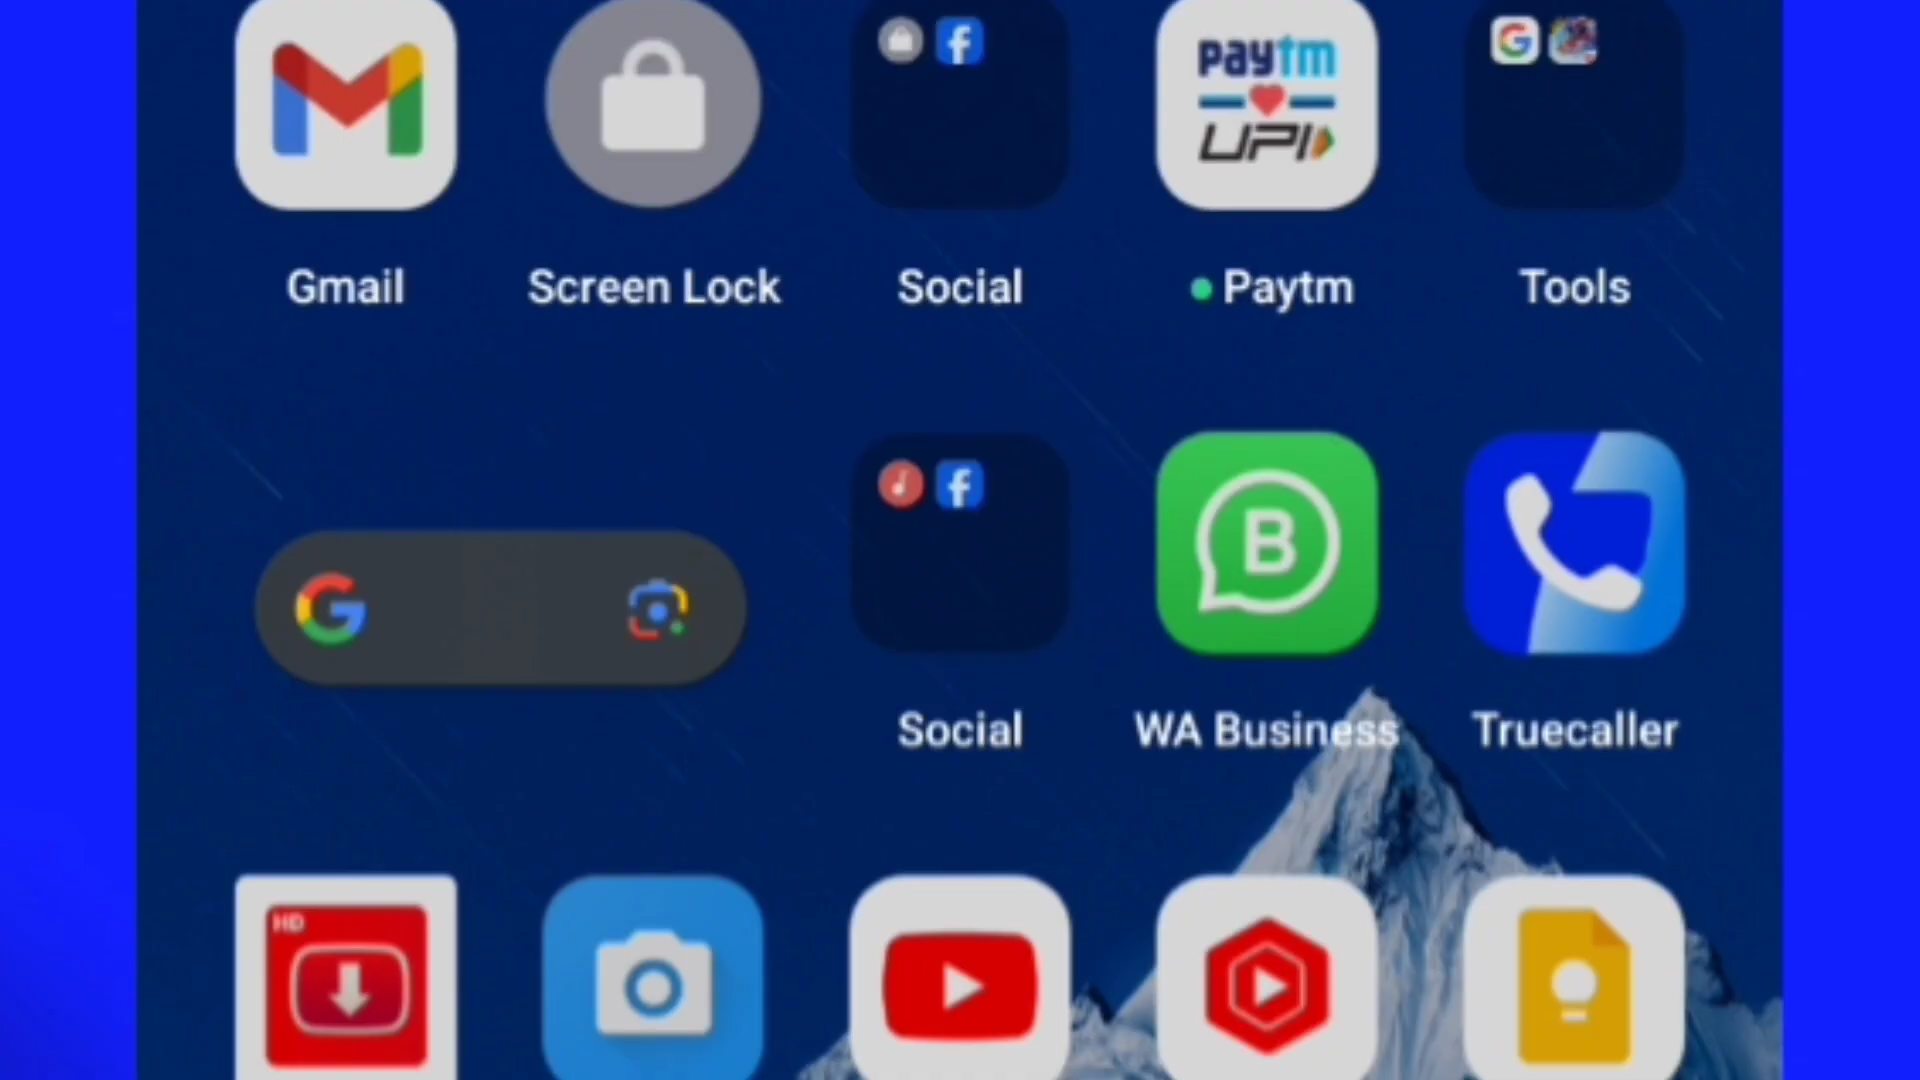 paytm
UPI
Gmail
Screen Lock
Social
Paytm
Tools
B
Social
WA Business
Truecaller
HD